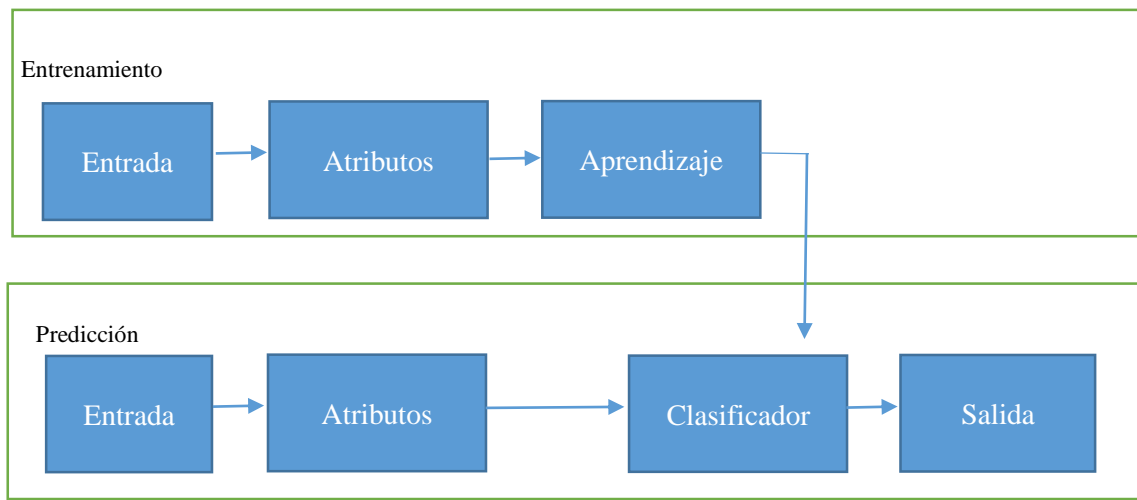 Entrenamiento
Entrada
Atributos
Aprendizaje
Predicción
Entrada
Atributos
Clasificador
Salida